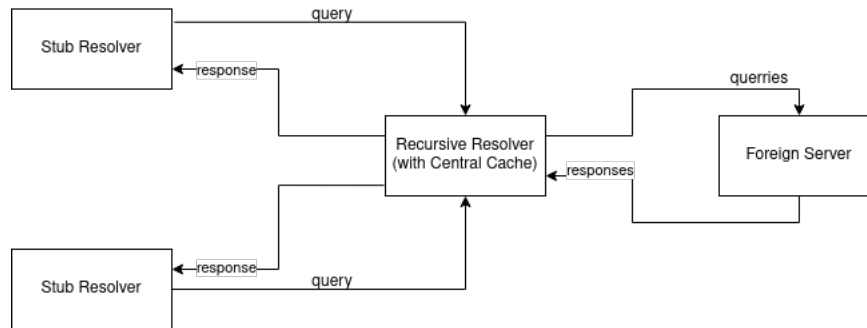 query
Stub Resolver
response
querries
Recursive Resolver
(with Central Cache)
Foreign Server
responses
response
Stub Resolver
query